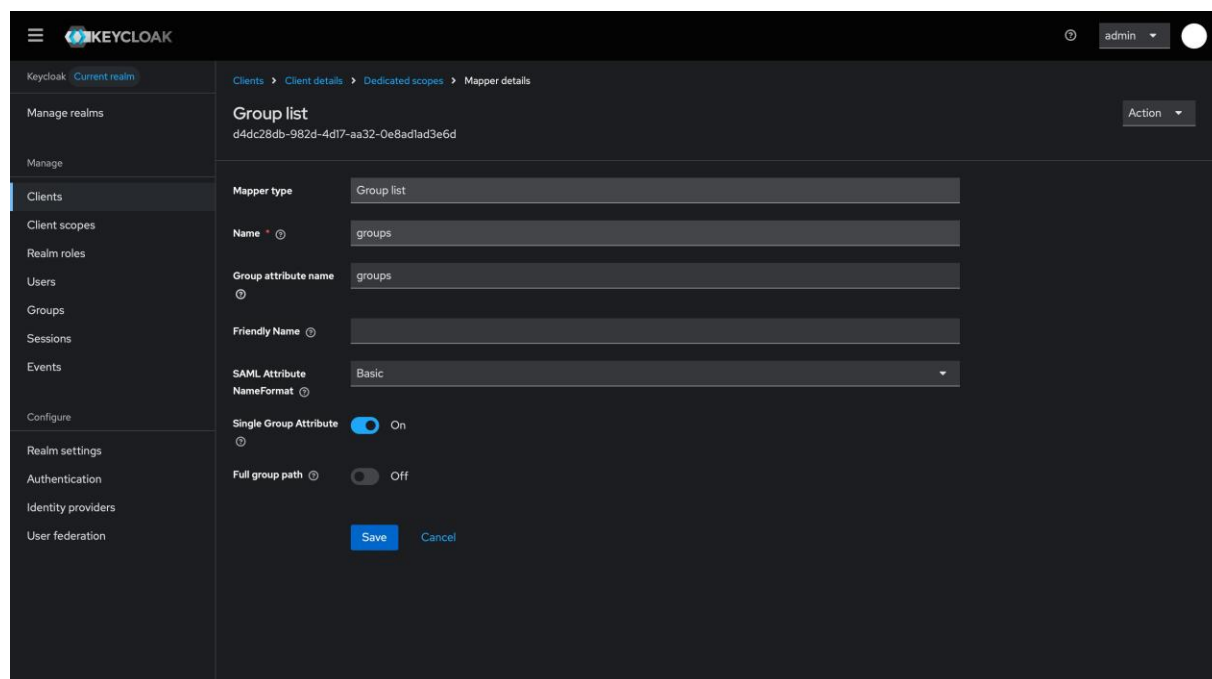 KEYCLOAK
admin
Keycloak Current realm
Manage realms
Manage
Clients
Client scopes
Realm roles
Users
Groups
Sessions
Events
Configure
Realm settings
Authentication
Identity providers
User federation
Clients > Client details > Dedicated scopes > Mapper details
Group list
d4dc28db-982d-4d17-aa32-0e8ad1ad3e6d
Action
Mapper type
Group list
Name *
groups
Group attribute name
groups
Friendly Name
SAML Attribute
NameFormat
Basic
Single Group Attribute
On
Full group path
Off
Save
Cancel